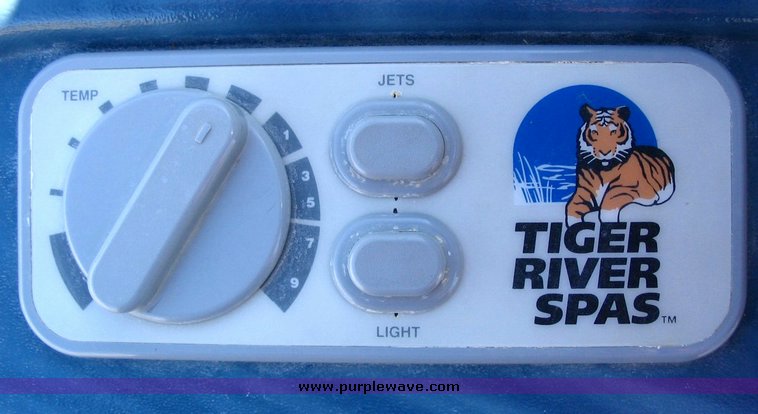 TEMP
JETS
1
3
5
7
9
LIGHT
TIGER
RIVER
SPAS™
www.purplewave.com